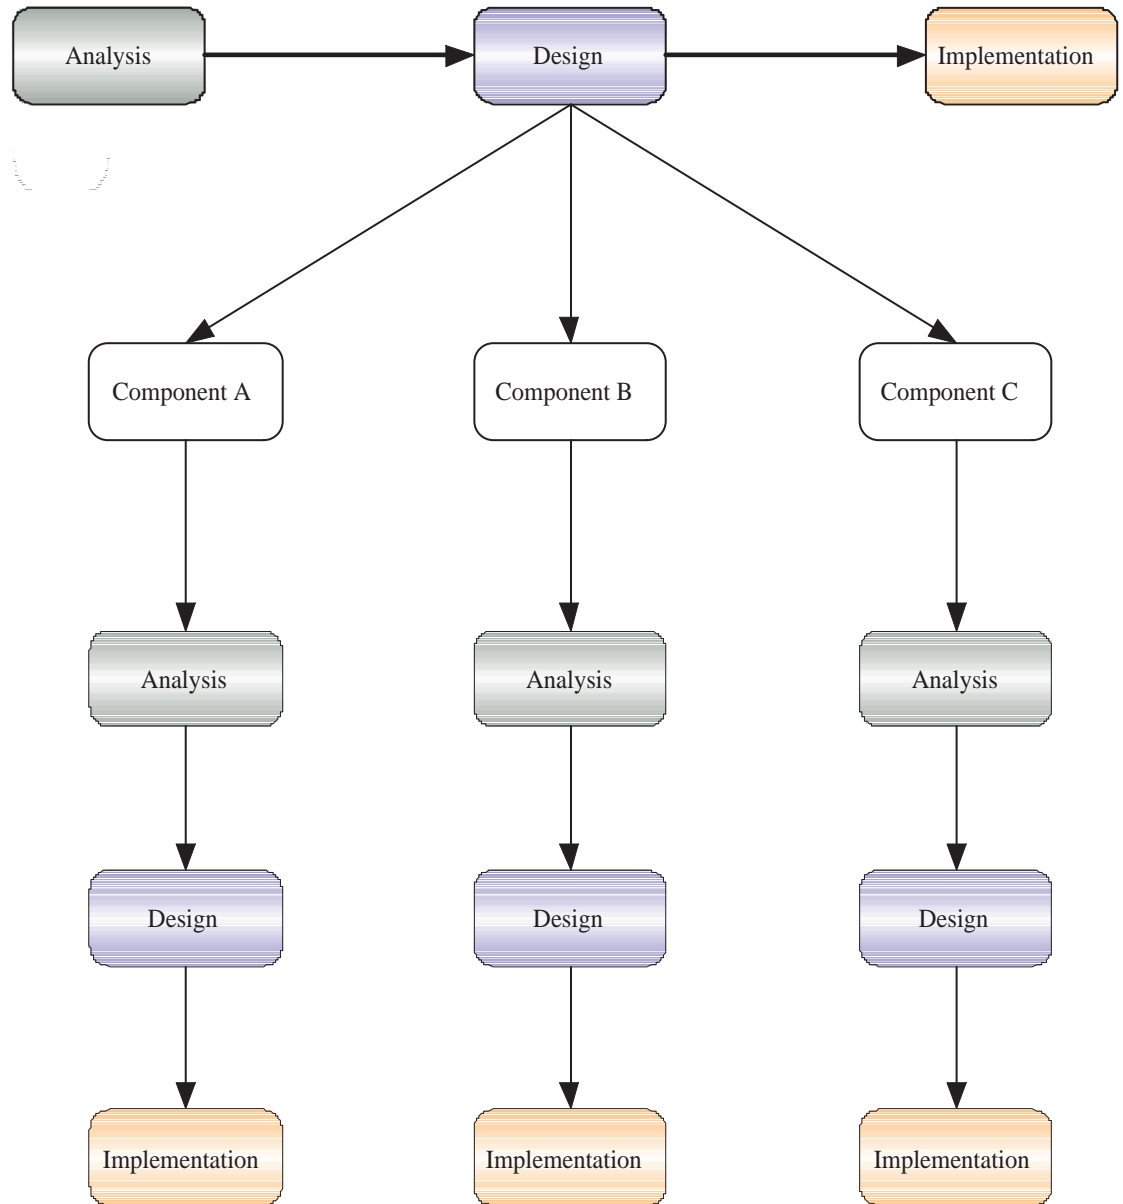 Analysis
Design
Implementation
Component A
Component B
Component C
Analysis
Analysis
Analysis
Design
Design
Design
Implementation
Implementation
Implementation